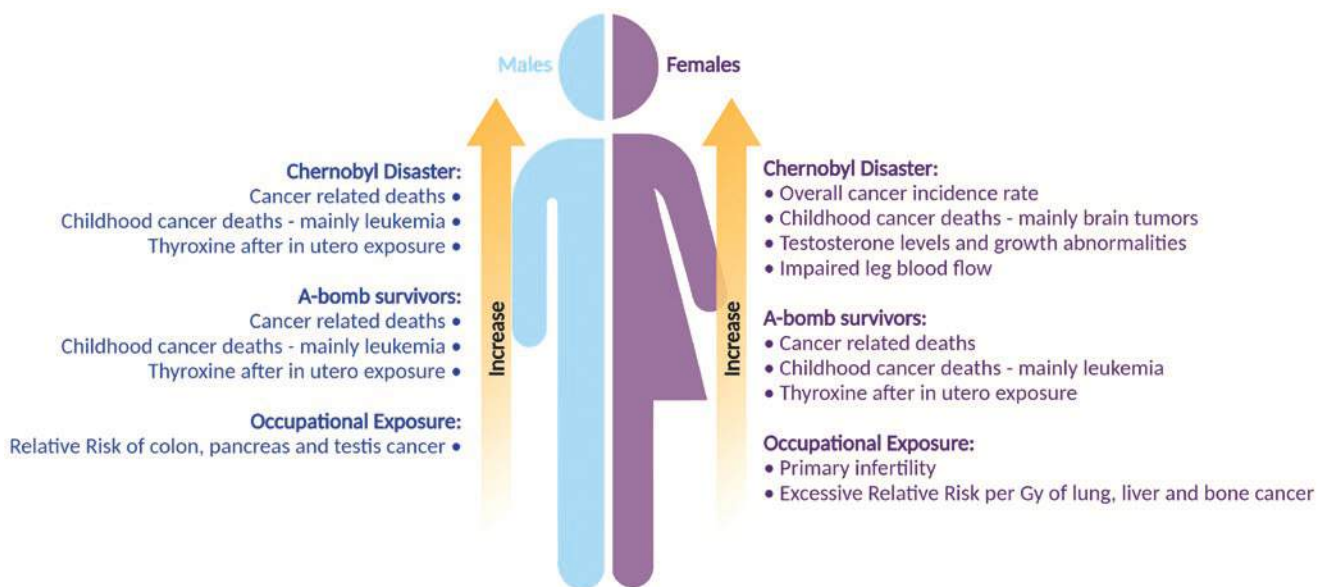 Males
Females
Chernobyl Disaster:
Cancer related deaths •
Childhood cancer deaths - mainly leukemia •
Thyroxine after in utero exposure •
A-bomb survivors:
Cancer related deaths •
Childhood cancer deaths - mainly leukemia •
Thyroxine after in utero exposure •
Occupational Exposure:
Relative Risk of colon, pancreas and testis cancer •
Increase
Increase
Chernobyl Disaster:
• Overall cancer incidence rate
• Childhood cancer deaths - mainly brain tumors
• Testosterone levels and growth abnormalities
• Impaired leg blood flow
A-bomb survivors:
• Cancer related deaths
• Childhood cancer deaths - mainly leukemia
• Thyroxine after in utero exposure
Occupational Exposure:
• Primary infertility
• Excessive Relative Risk per Gy of lung, liver and bone cancer